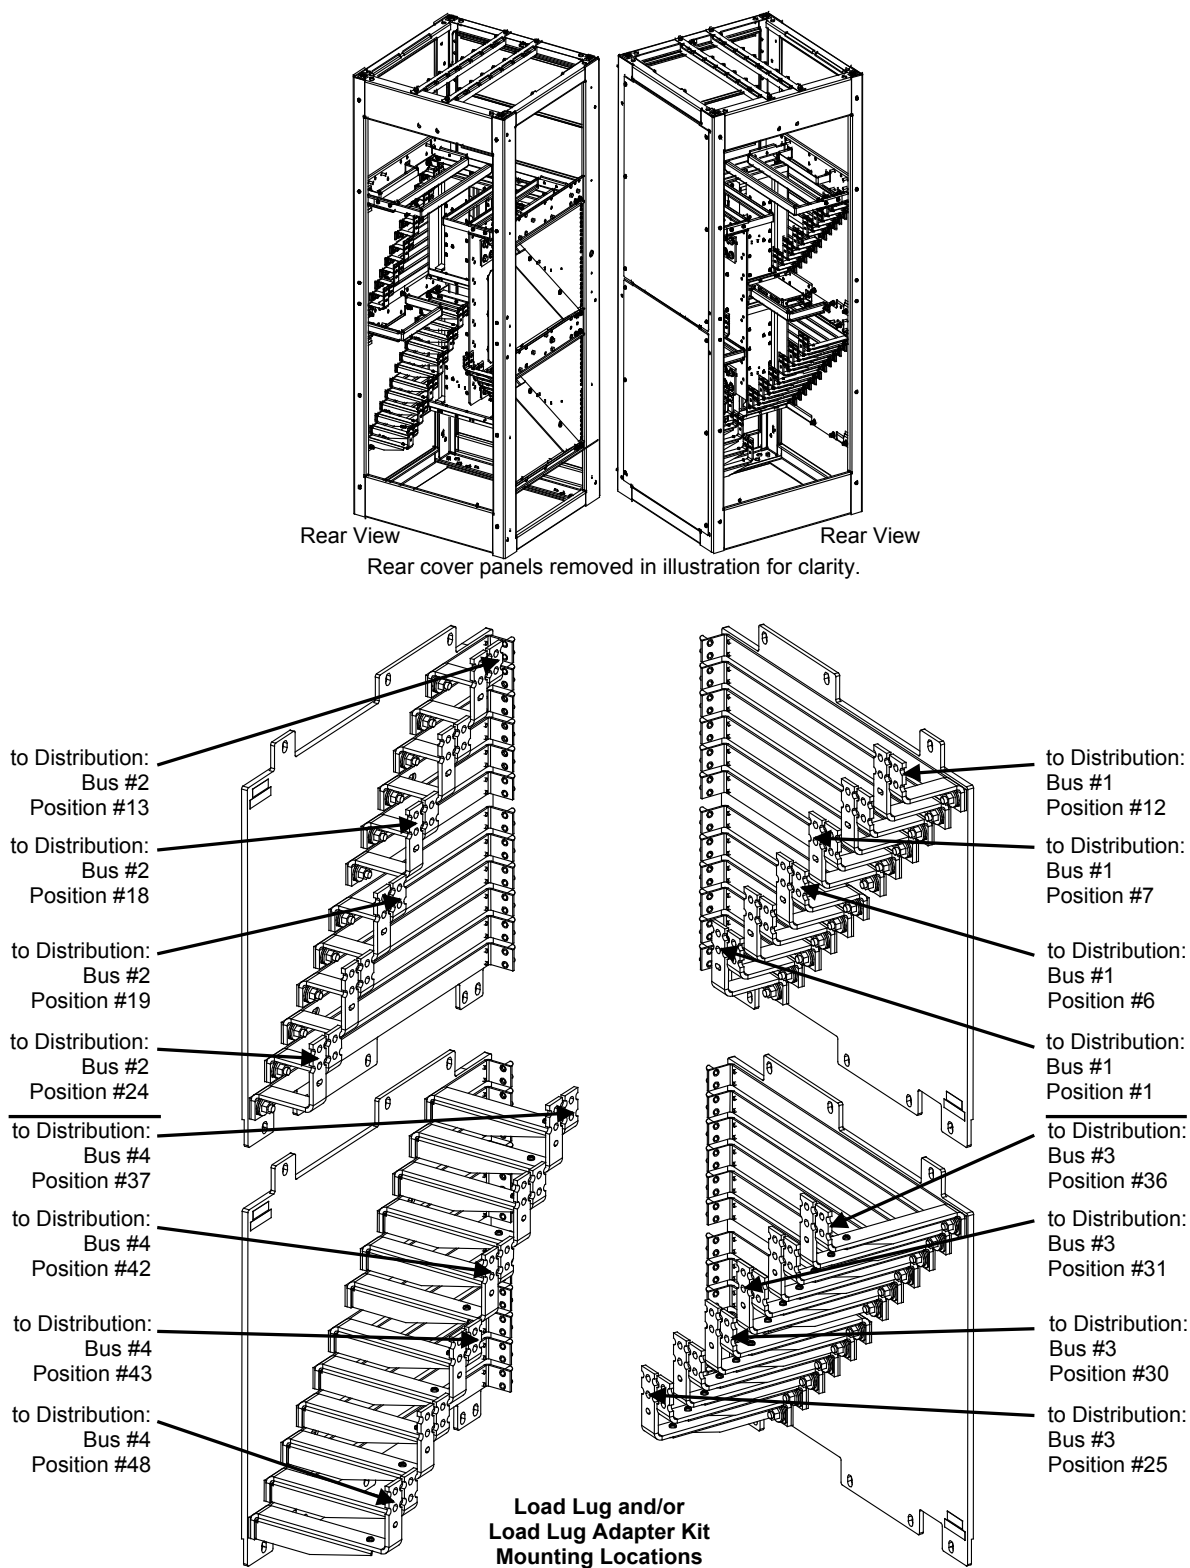 Rear View
Rear View
Rear cover panels removed in illustration for clarity.
to Distribution:
Bus #2
Position #13
to Distribution:
Bus #2
Position #18
to Distribution:
Bus #2
Position #19
to Distribution:
Bus #2
Position #24
to Distribution:
Bus #4
Position #37
to Distribution:
Bus #4
Position #42
to Distribution:
Bus #4
Position #43
to Distribution:
Bus #4
Position #48
to Distribution:
Bus #1
Position #12
to Distribution:
Bus #1
Position #7
to Distribution:
Bus #1
Position #6
to Distribution:
Bus #1
Position #1
to Distribution:
Bus #3
Position #36
to Distribution:
Bus #3
Position #31
to Distribution:
Bus #3
Position #30
to Distribution:
Bus #3
Position #25
Load Lug and/or
Load Lug Adapter Kit
Mounting Locations